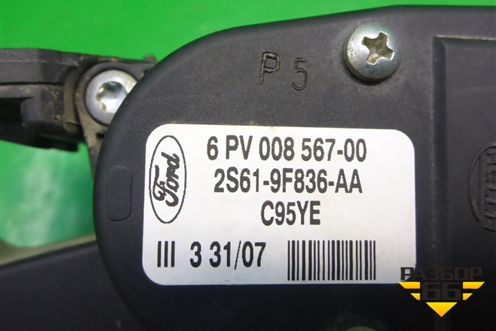 P5
Ford
6 PV 008 567-00
2S61-9F836-AA
C95YE
III 3 31/07
РАЗБОР
66